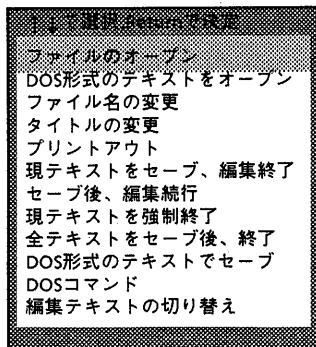 ↑↓で選択,Returnで決定
ファイルのオープン
DOS形式のテキストをオープン
ファイル名の変更
タイトルの変更
プリントアウト
現テキストをセーブ、編集終了
セーブ後、編集続行
現テキストを強制終了
全テキストをセーブ後、終了
DOS形式のテキストでセーブ
DOSコマンド
編集テキストの切り替え